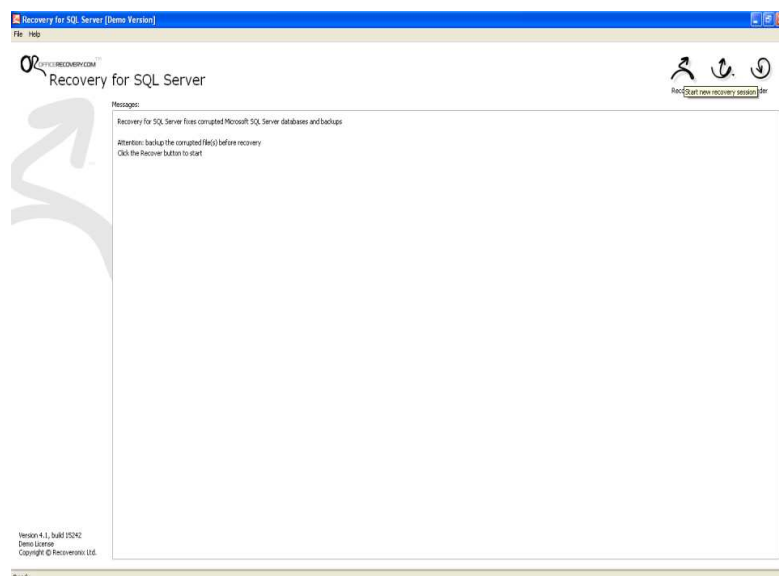 Recovery for SQL Server [Demo Version]
File Help
OFFICERECOVERY.COM
Recovery for SQL Server
Start new recovery session
Messages:
Recovery for SQL Server fixes corrupted Microsoft SQL Server databases and backups
Attention: backup the corrupted file(s) before recovery
Click the Recover button to start
Version 4.1, build 15242
Demo License
Copyright © Recoveronix Ltd.